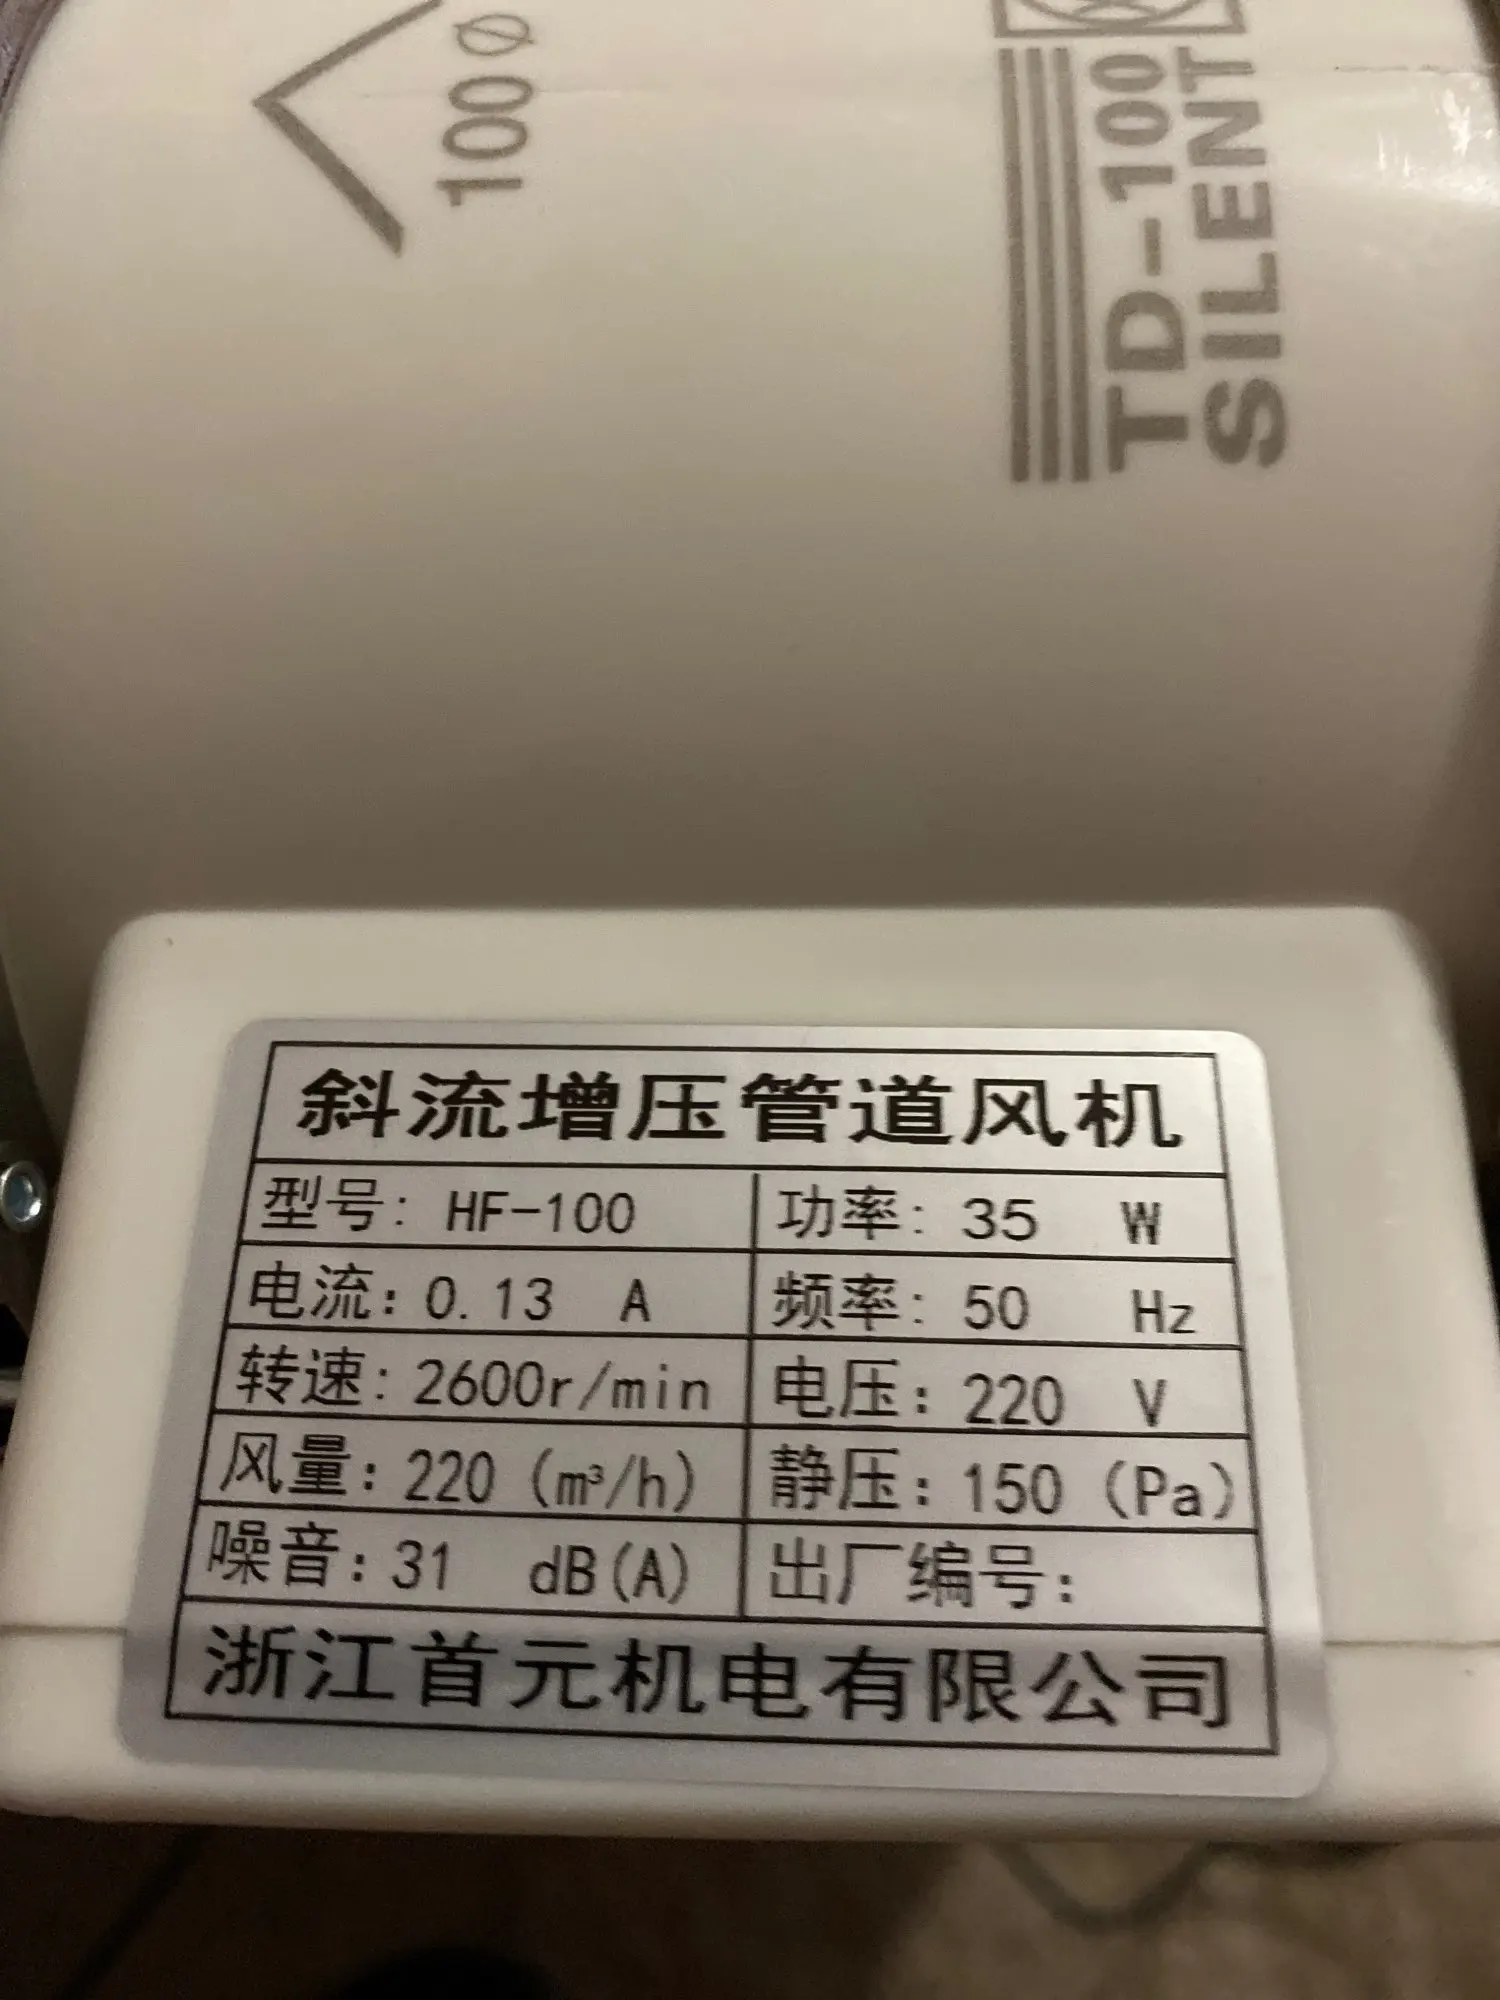 100Ø
TD-100
SILENT
斜流增压管道风机
型号: HF-100 功率: 35 W
电流: 0.13 A 频率: 50 Hz
转速: 2600r/min 电压: 220 V
风量: 220 (m³/h) 静压: 150 (Pa)
噪音: 31 dB(A) 出厂编号:
浙江首元机电有限公司